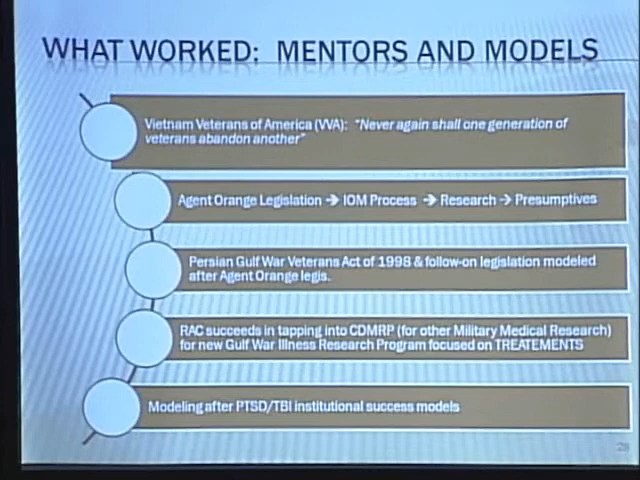 WHAT WORKED: MENTORS AND MODELS
Vietnam Veterans of America (VVA): "Never again shall one generation of
veterans abandon another"
Agent Orange Legislation → IOM Process → Research → Presumptives
Persian Gulf War Veterans Act of 1998 & follow-on legislation modeled
after Agent Orange legis.
RAC succeeds in tapping into CDMRP (for other Military Medical Research)
for new Gulf War Illness Research Program focused on TREATEMENTS
Modeling after PTSD/TBI institutional success models
28